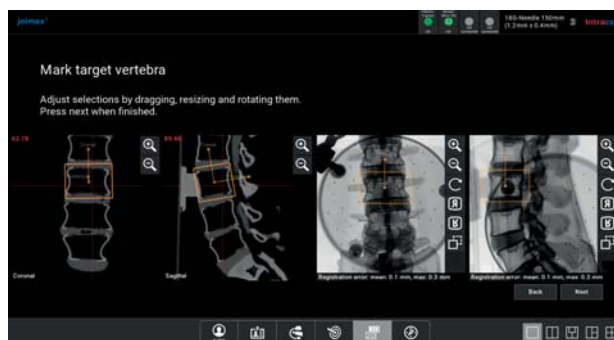 joimax®
18G-Needle 150mm
(1.2mm x 0.4mm)
Intrac
Mark target vertebra
Adjust selections by dragging, resizing and rotating them.
Press next when finished.
Coronal
Sagittal
Registration error: mean: 0.1 mm, max: 0.3 mm
Registration error: mean: 0.1 mm, max: 0.3 mm
Back
Next